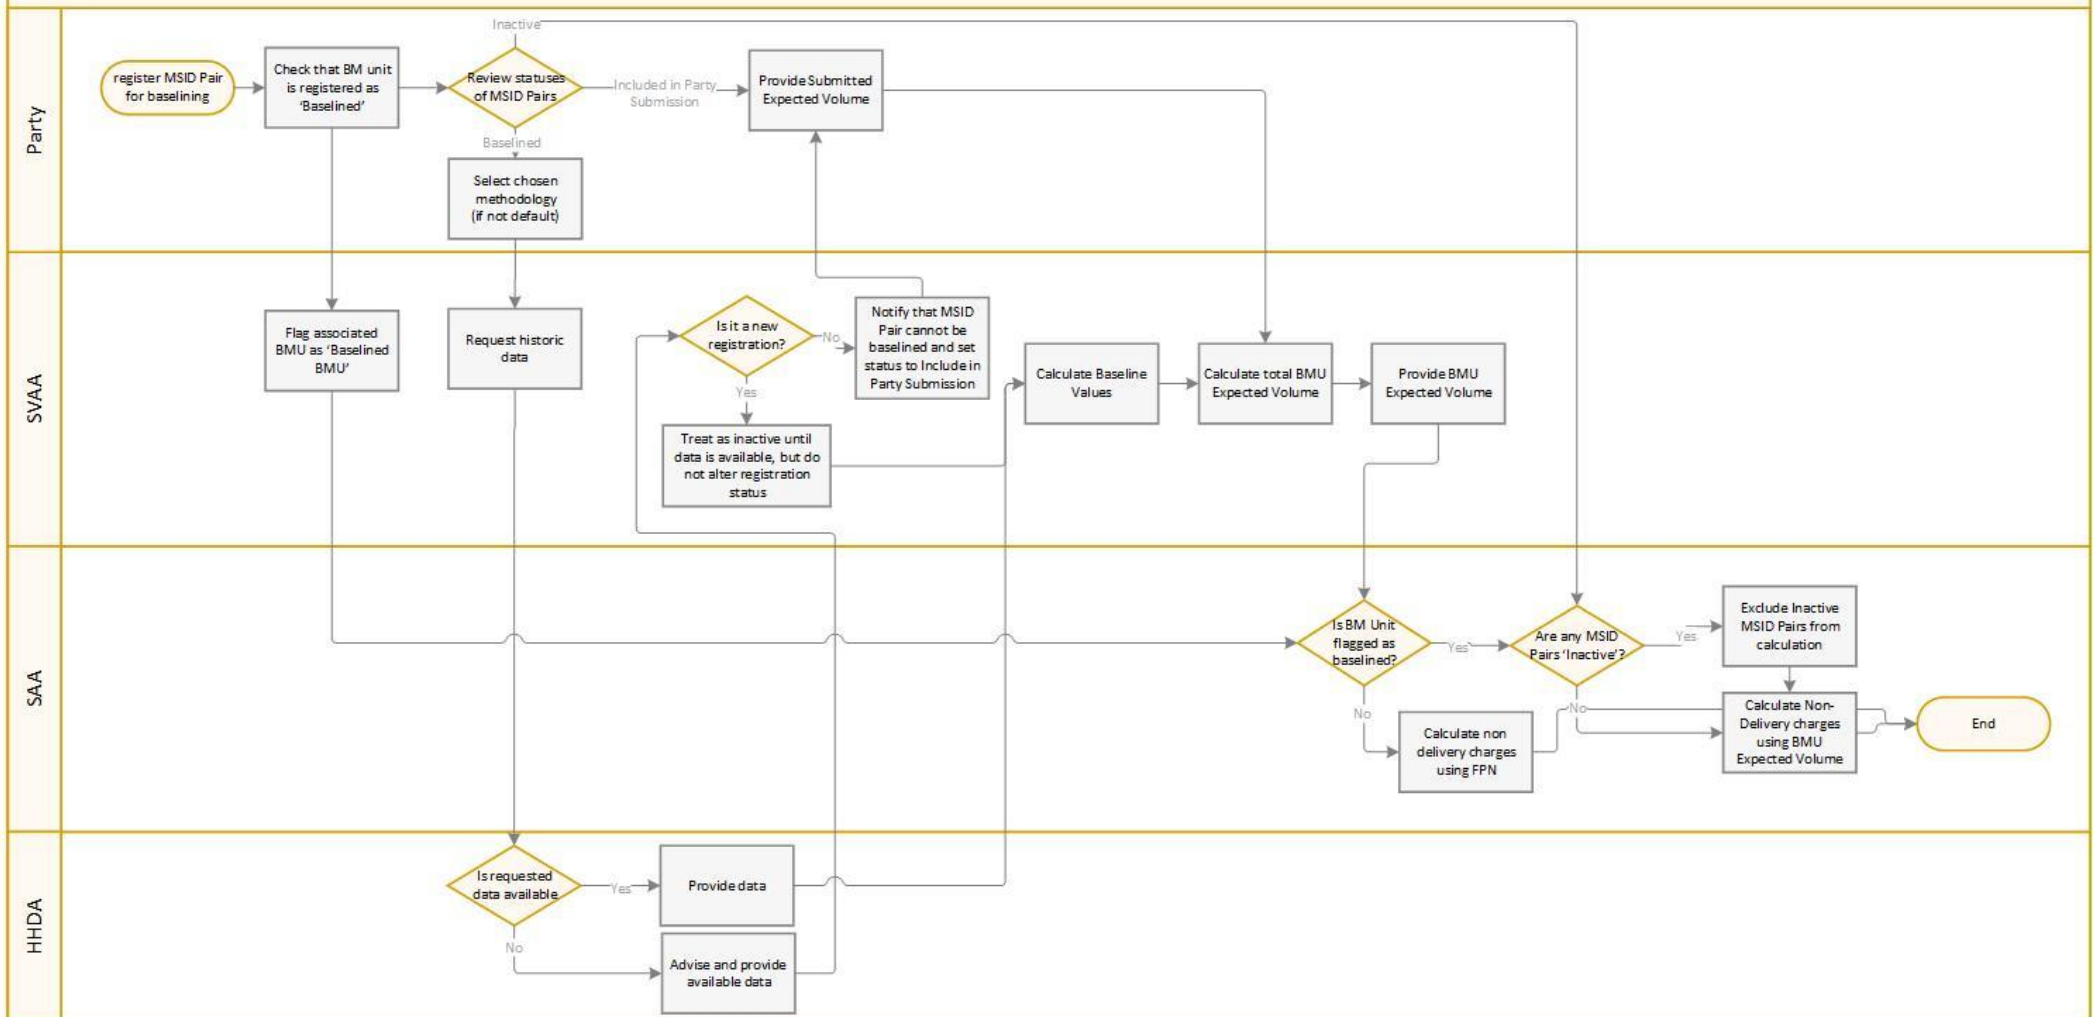 Party
Inactive
register MSID Pair
for baselining
Check that BM unit
is registered as
‘Baselined’
Review statuses
of MSID Pairs
Included in Party
Submission
Provide Submitted
Expected Volume
Baselined
Select chosen
methodology
(if not default)
SVAA
Flag associated
BMU as ‘Baselined
BMU’
Request historic
data
Is it a new
registration?
No
Notify that MSID
Pair cannot be
baselined and set
status to Include in
Party Submission
Yes
Treat as inactive until
data is available, but do
not alter registration
status
Calculate Baseline
Values
Calculate total BMU
Expected Volume
Provide BMU
Expected Volume
SAA
Is BM Unit
flagged as
baselined?
Yes
Are any MSID
Pairs ‘Inactive’?
Yes
Exclude Inactive
MSID Pairs from
calculation
No
Calculate non
delivery charges
using FPN
No
Calculate Non-
Delivery charges
using BMU
Expected Volume
End
HHDA
Is requested
data available
Yes
Provide data
No
Advise and provide
available data